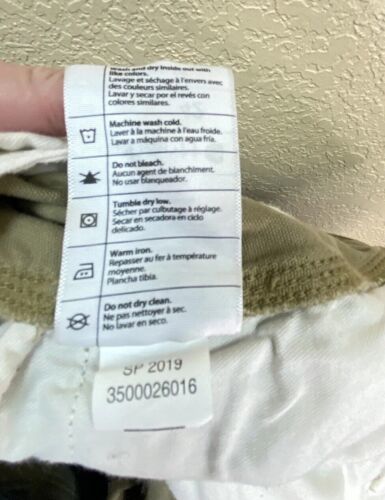 wash and dry inside out with
like colors.
Lavage et séchage à l'envers avec
des couleurs similaires.
Lavar y secar por el revés con
colores similares.
Machine wash cold.
Laver à la machine à l'eau froide.
Lavar a máquina con agua fría.
Do not bleach.
Aucun agent de blanchiment.
No usar blanqueador.
Tumble dry low.
Sécher par culbutage à réglage.
Secar en secadora en ciclo
delicado.
Warm iron.
Repasser au fer à température
moyenne.
Plancha tibia.
Do not dry clean.
Ne pas nettoyer à sec.
No lavar en seco.
SP 2019
3500026016